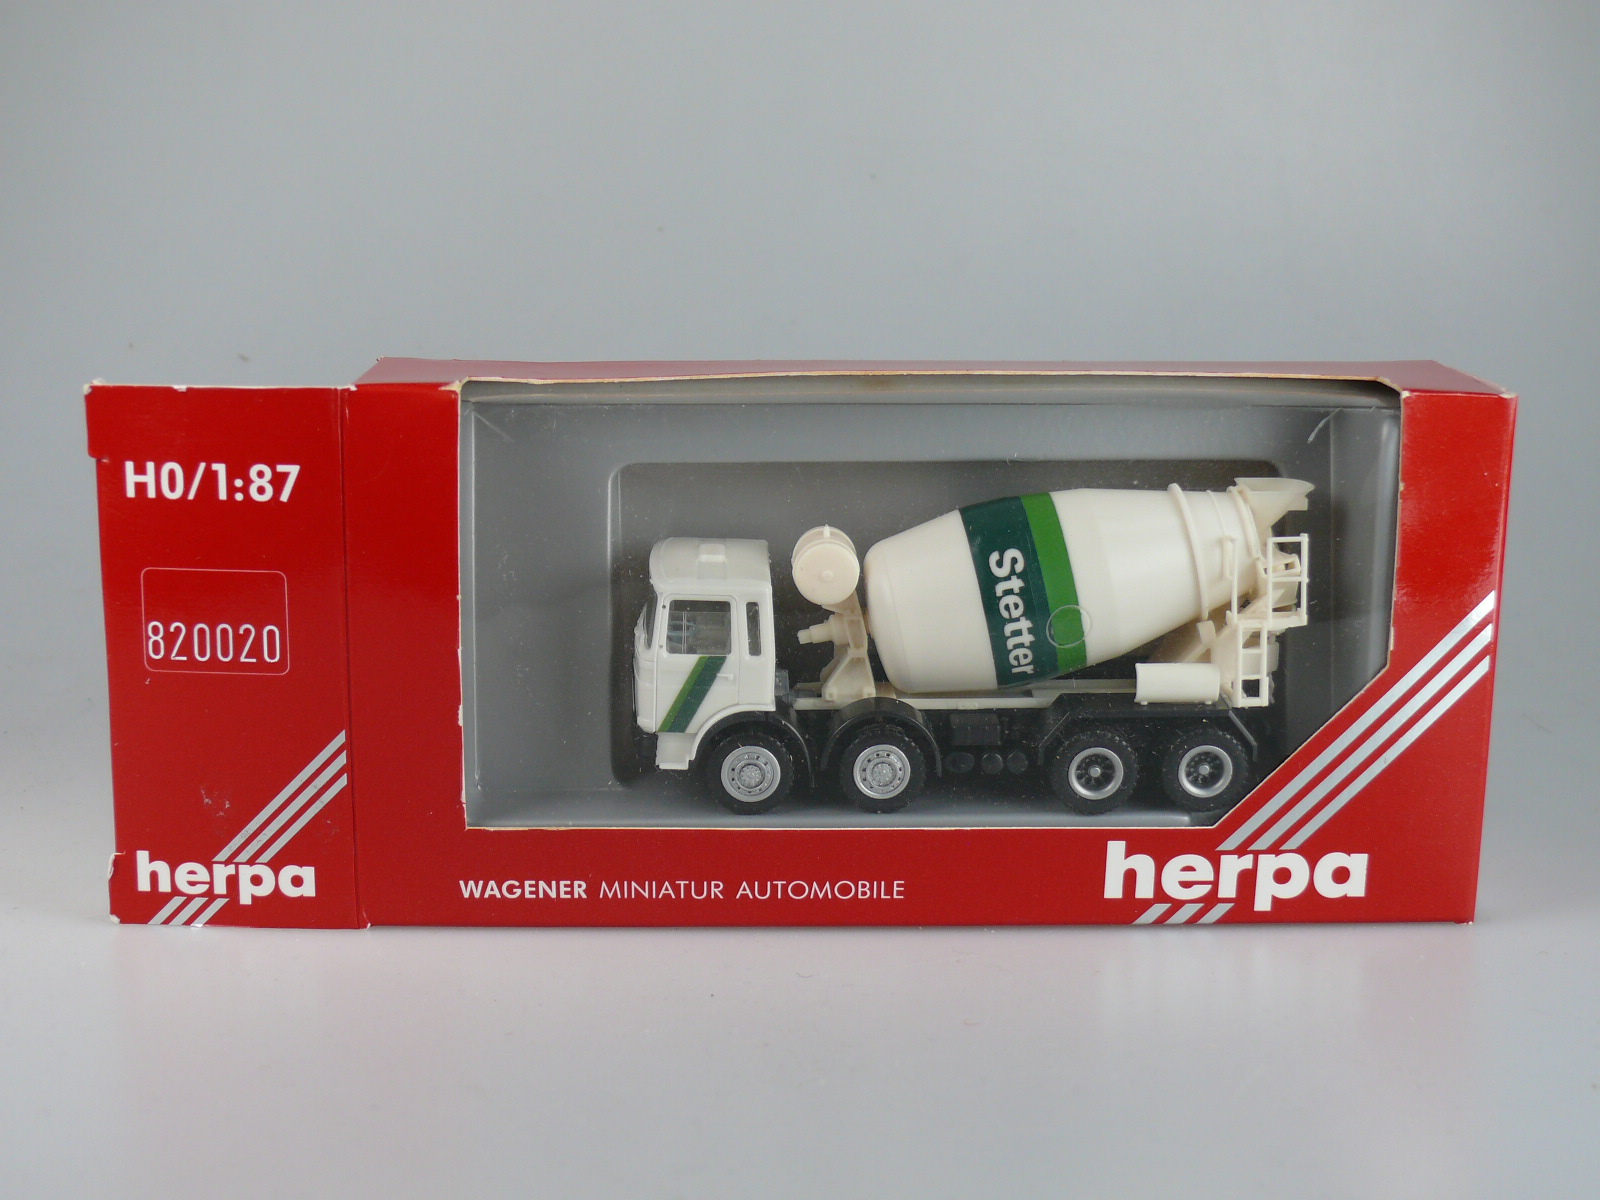 H0/1:87
820020
herpa
Stetter
WAGENER MINIATUR AUTOMOBILE
herpa